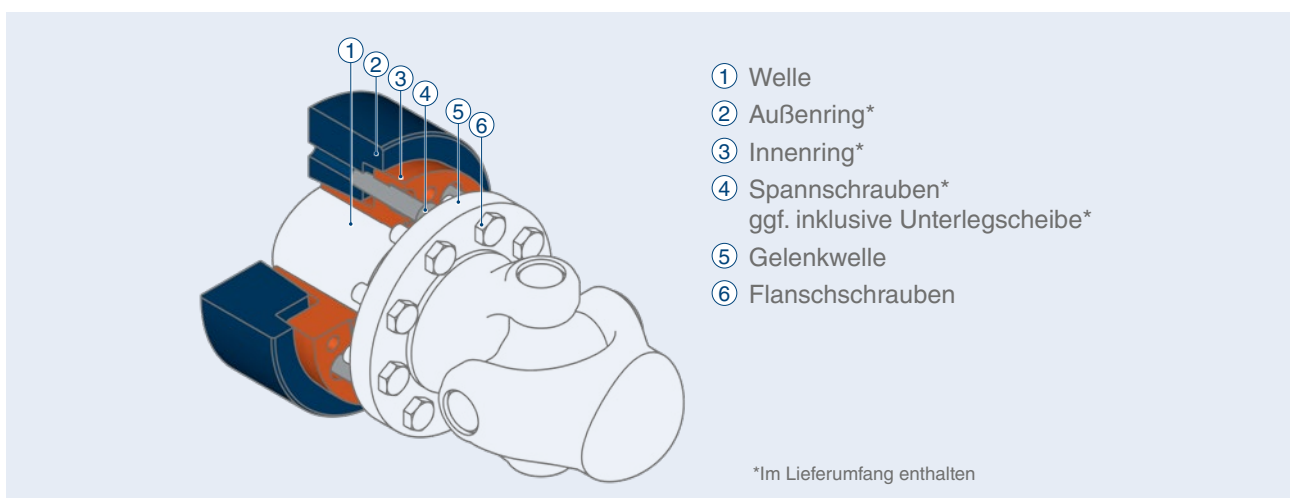 1
2
3
4
5
6
1 Welle
2 Außenring*
3 Innenring*
4 Spannschrauben*
ggf. inklusive Unterlegscheibe*
5 Gelenkwelle
6 Flanschschrauben
*Im Lieferumfang enthalten